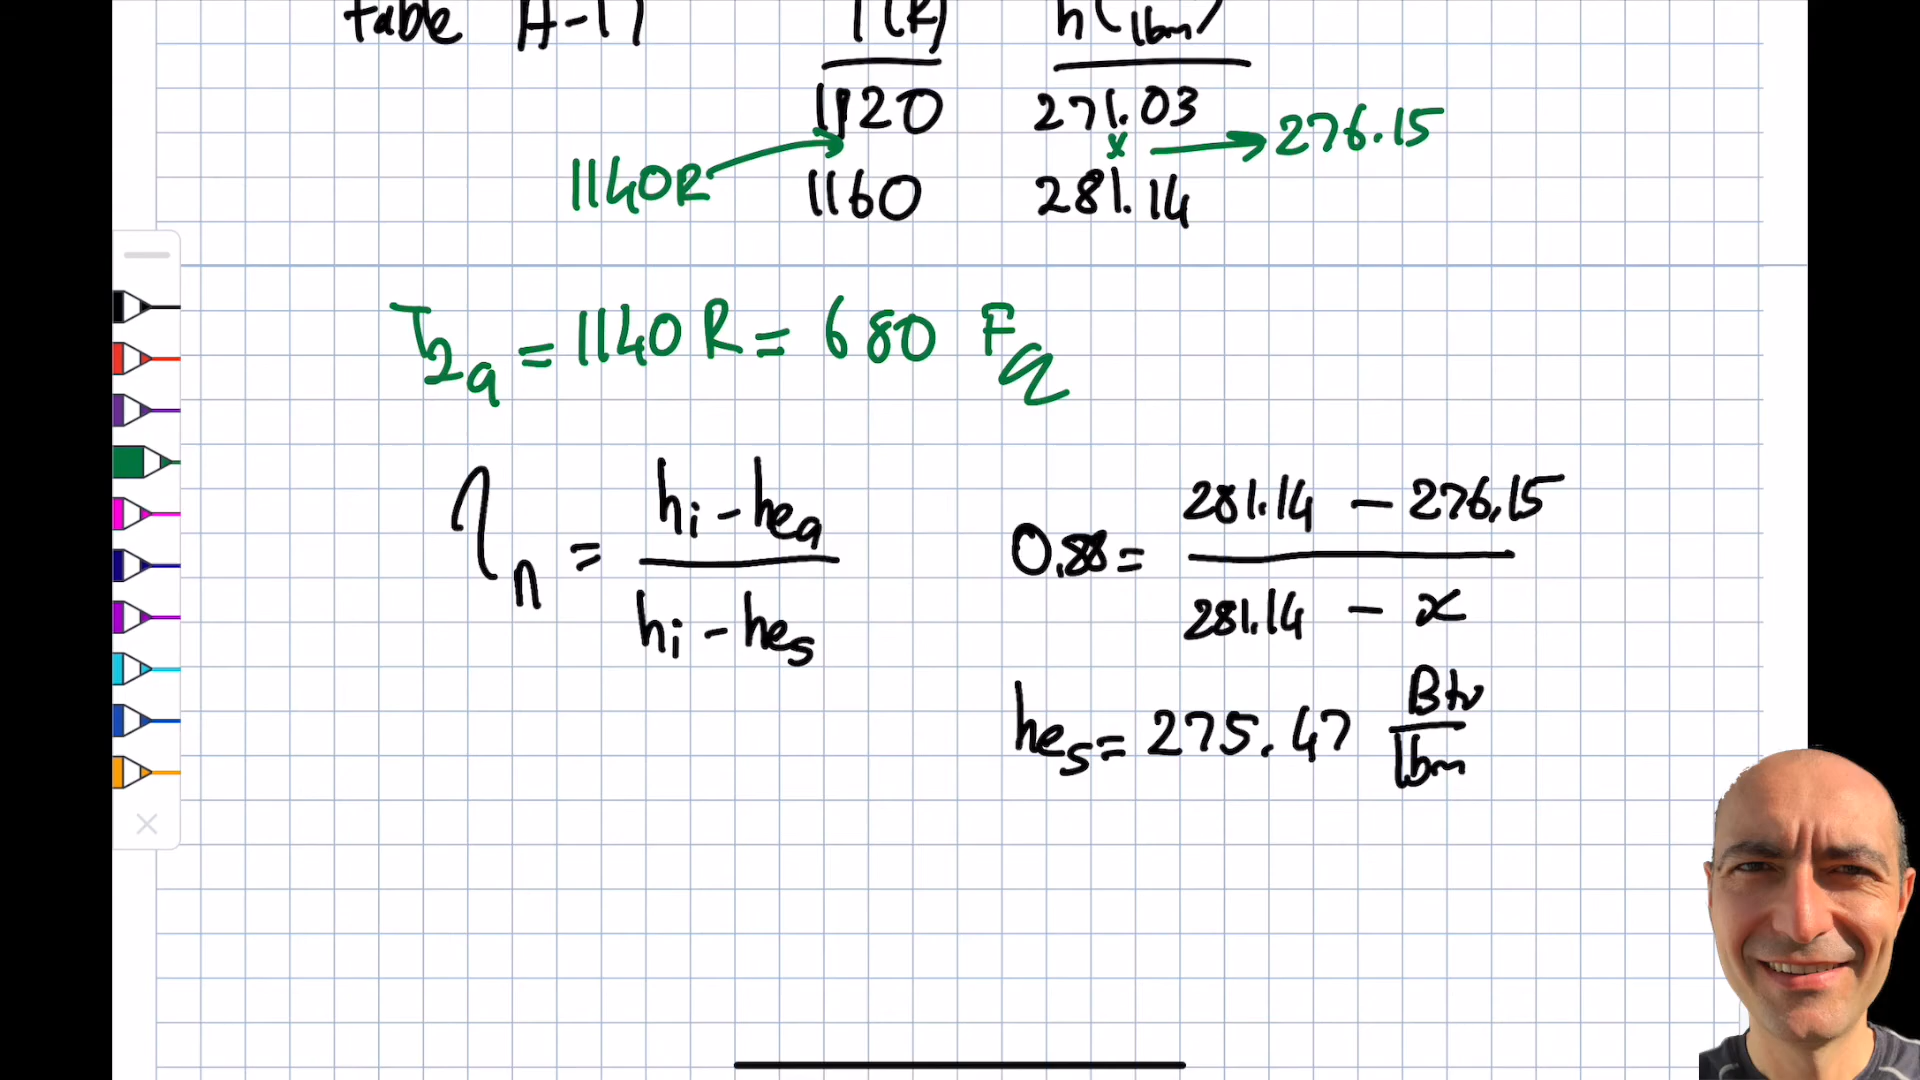 table A-17 T(R) h(lbm)
1120 271.03
1140R 276.15
1160 281.14
T2a = 1140 R = 680 F
ηn = (hi - hea) / (hi - hes)
0.88 = (281.14 - 276.15) / (281.14 - x)
hes = 275.47 Btu/lbm